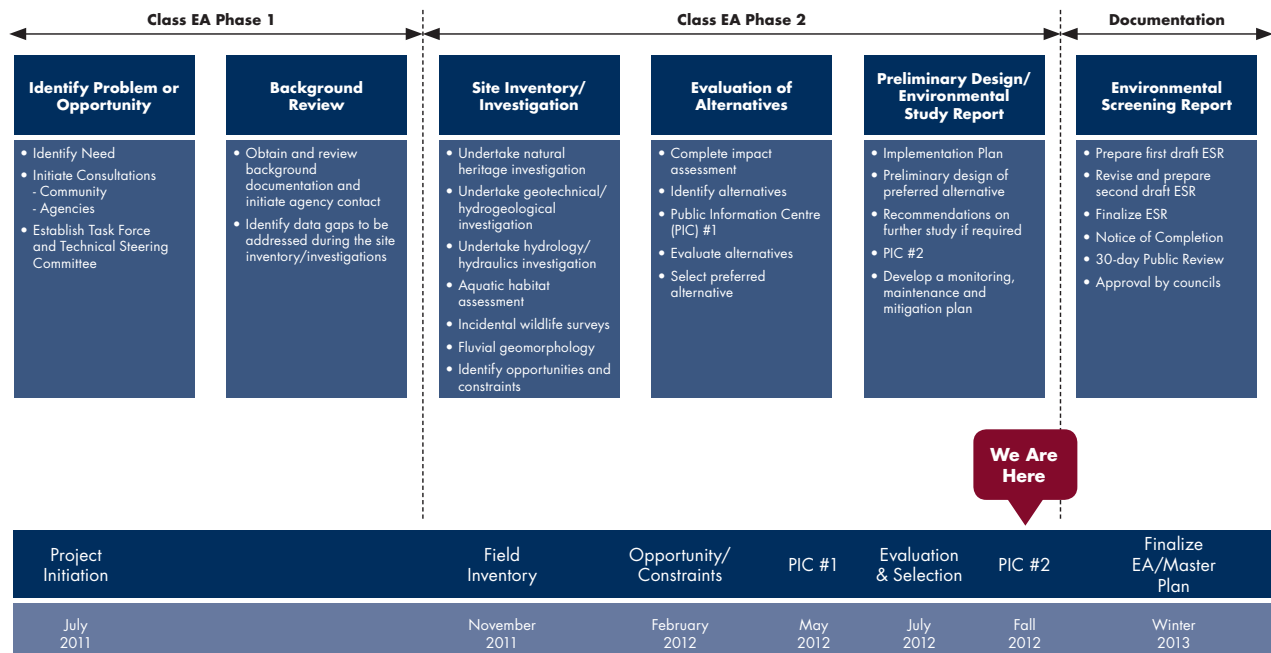 Class EA Phase 1
Class EA Phase 2
Documentation
Identify Problem or
Opportunity
• Identify Need
• Initiate Consultations
- Community
- Agencies
• Establish Task Force
and Technical Steering
Committee
Background
Review
• Obtain and review
background
documentation and
initiate agency contact
• Identify data gaps to be
addressed during the site
inventory/investigations
Site Inventory/
Investigation
• Undertake natural
heritage investigation
• Undertake geotechnical/
hydrogeological
investigation
• Undertake hydrology/
hydraulics investigation
• Aquatic habitat
assessment
• Incidental wildlife surveys
• Fluvial geomorphology
• Identify opportunities and
constraints
Evaluation of
Alternatives
• Complete impact
assessment
• Identify alternatives
• Public Information Centre
(PIC) #1
• Evaluate alternatives
• Select preferred
alternative
Preliminary Design/
Environmental
Study Report
• Implementation Plan
• Preliminary design of
preferred alternative
• Recommendations on
further study if required
• PIC #2
• Develop a monitoring,
maintenance and
mitigation plan
Environmental
Screening Report
• Prepare first draft ESR
• Revise and prepare
second draft ESR
• Finalize ESR
• Notice of Completion
• 30-day Public Review
• Approval by councils
We Are
Here
Project
Initiation
Field
Inventory
Opportunity/
Constraints
PIC #1
Evaluation
& Selection
PIC #2
Finalize
EA/Master
Plan
July
2011
November
2011
February
2012
May
2012
July
2012
Fall
2012
Winter
2013